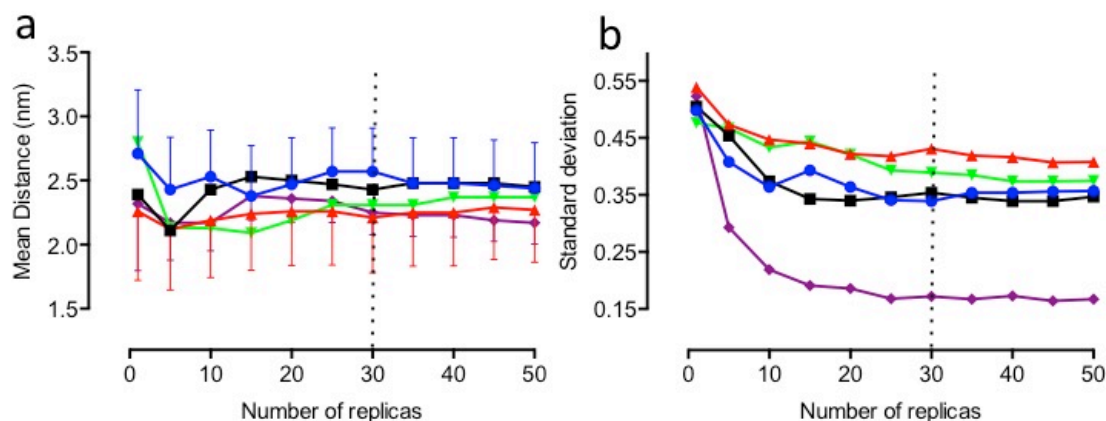 a
3.5
3.0
2.5
2.0
1.5
Mean Distance (nm)
0 10 20 30 40 50
Number of replicas
b
0.55
0.45
0.35
0.25
0.15
Standard deviation
0 10 20 30 40 50
Number of replicas